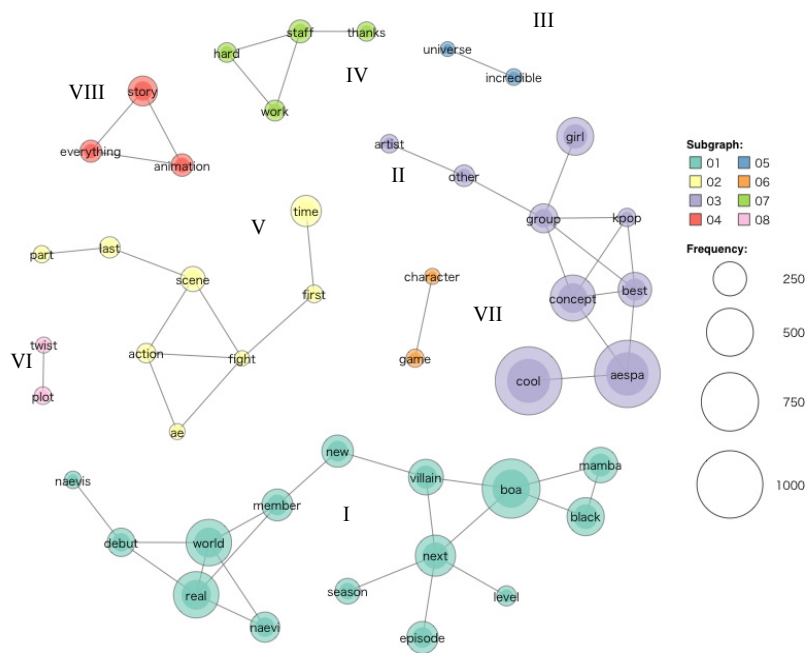 III
staff
thanks
universe
hard
IV
incredible
VIII
story
work
everything
animation
artist
girl
II
other
group
kpop
Subgraph:
01
05
02
06
03
07
04
08
Frequency:
250
500
750
1000
time
V
part
last
scene
first
character
concept
best
VII
action
fight
game
VI
twist
plot
ae
cool
aespa
new
naevis
member
villain
boa
mamba
black
I
debut
world
next
real
season
level
naevi
episode